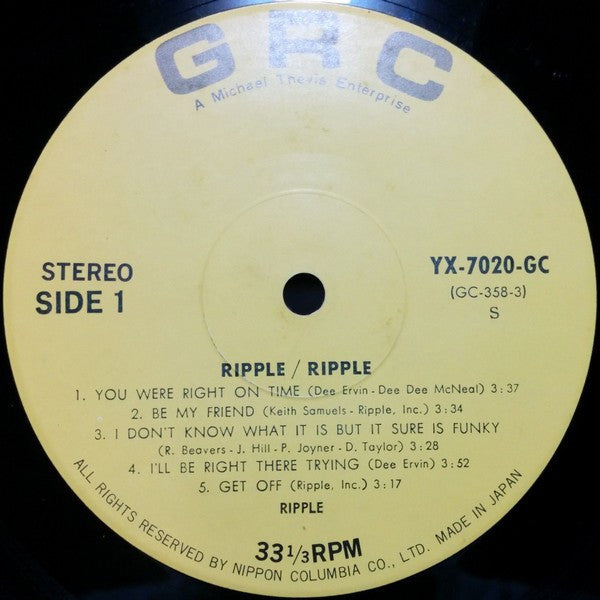 GRC
A Michael Thevis Enterprise
STEREO
SIDE 1
YX-7020-GC
(GC-358-3)
S
RIPPLE / RIPPLE
1. YOU WERE RIGHT ON TIME (Dee Ervin - Dee Dee McNeal) 3:37
2. BE MY FRIEND (Keith Samuels - Ripple, Inc.) 3:34
3. I DON'T KNOW WHAT IT IS BUT IT SURE IS FUNKY
(R. Beavers - J. Hill - P. Joyner - D. Taylor) 3:28
4. I'LL BE RIGHT THERE TRYING (Dee Ervin) 3:52
5. GET OFF (Ripple, Inc.) 3:17
RIPPLE
33 1/3 RPM
ALL RIGHTS RESERVED BY NIPPON COLUMBIA CO., LTD. MADE IN JAPAN